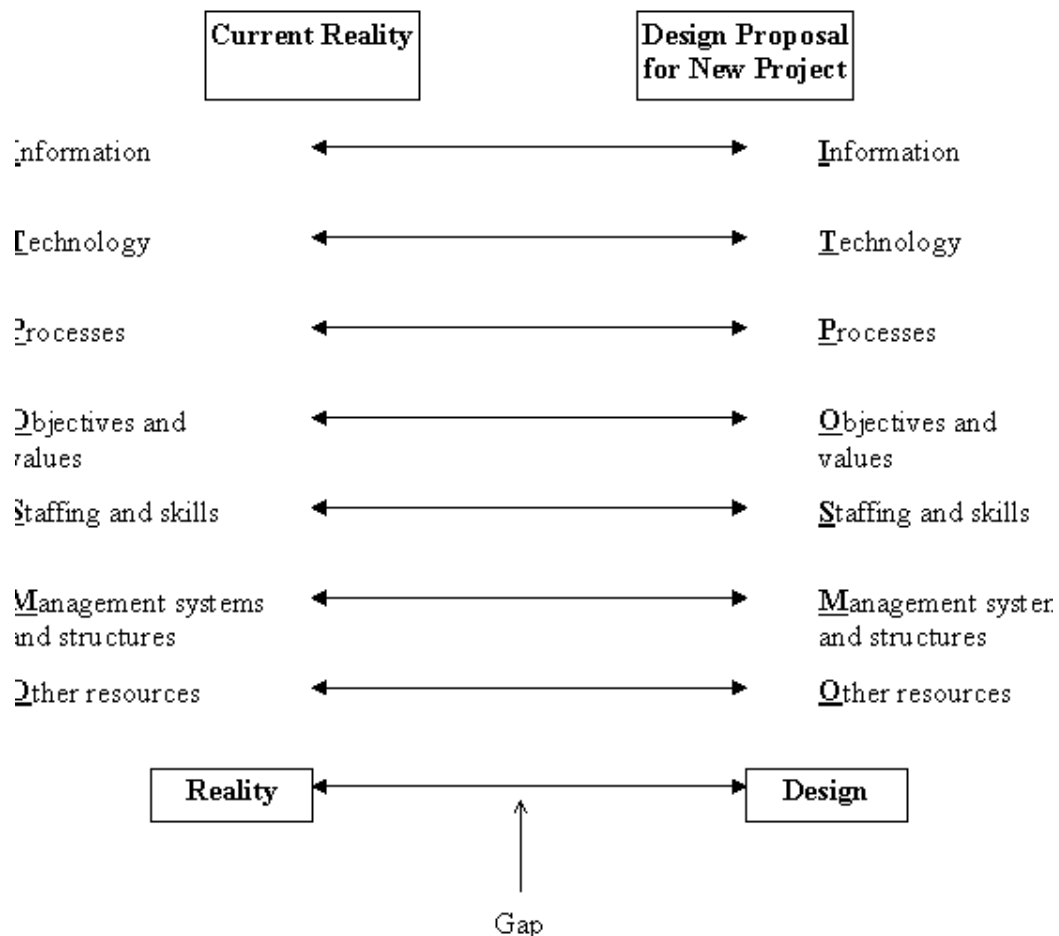 Current Reality
Design Proposal
for New Project
Information
Information
Technology
Technology
Processes
Processes
Objectives and
values
Objectives and
values
Staffing and skills
Staffing and skills
Management systems
and structures
Management system
and structures
Other resources
Other resources
Reality
Design
Gap